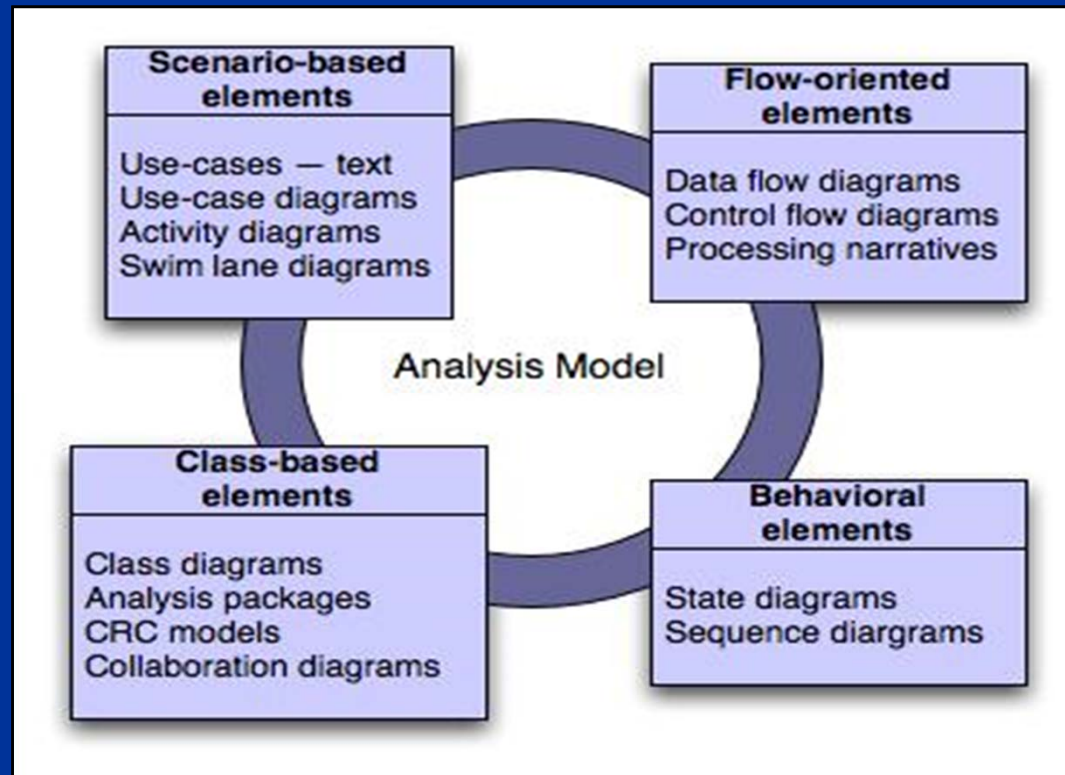 Scenario-based
elements
Use-cases — text
Use-case diagrams
Activity diagrams
Swim lane diagrams
Flow-oriented
elements
Data flow diagrams
Control flow diagrams
Processing narratives
Analysis Model
Class-based
elements
Class diagrams
Analysis packages
CRC models
Collaboration diagrams
Behavioral
elements
State diagrams
Sequence diargrams